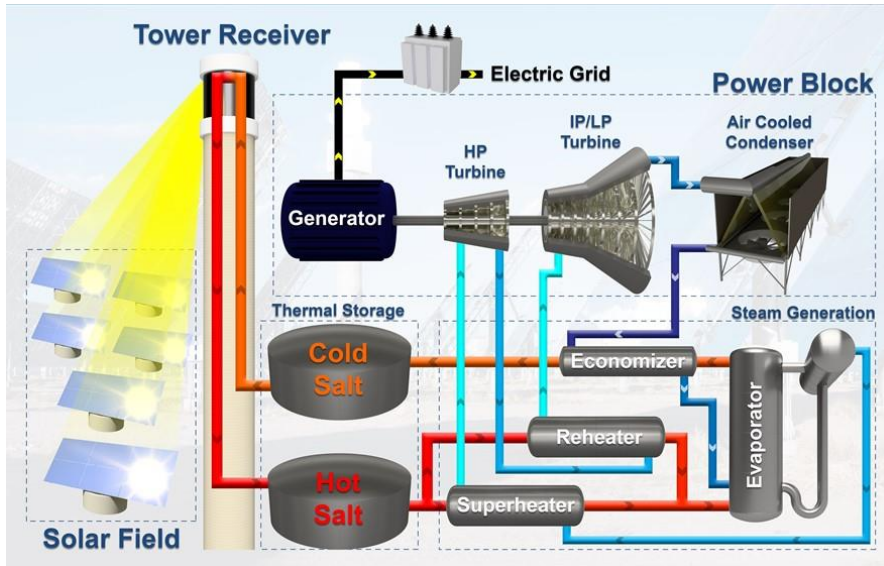 Tower Receiver
Electric Grid
Power Block
HP
Turbine
IP/LP
Turbine
Air Cooled
Condenser
Generator
Thermal Storage
Steam Generation
Cold
Salt
Economizer
Reheater
Evaporator
Hot
Salt
Superheater
Solar Field